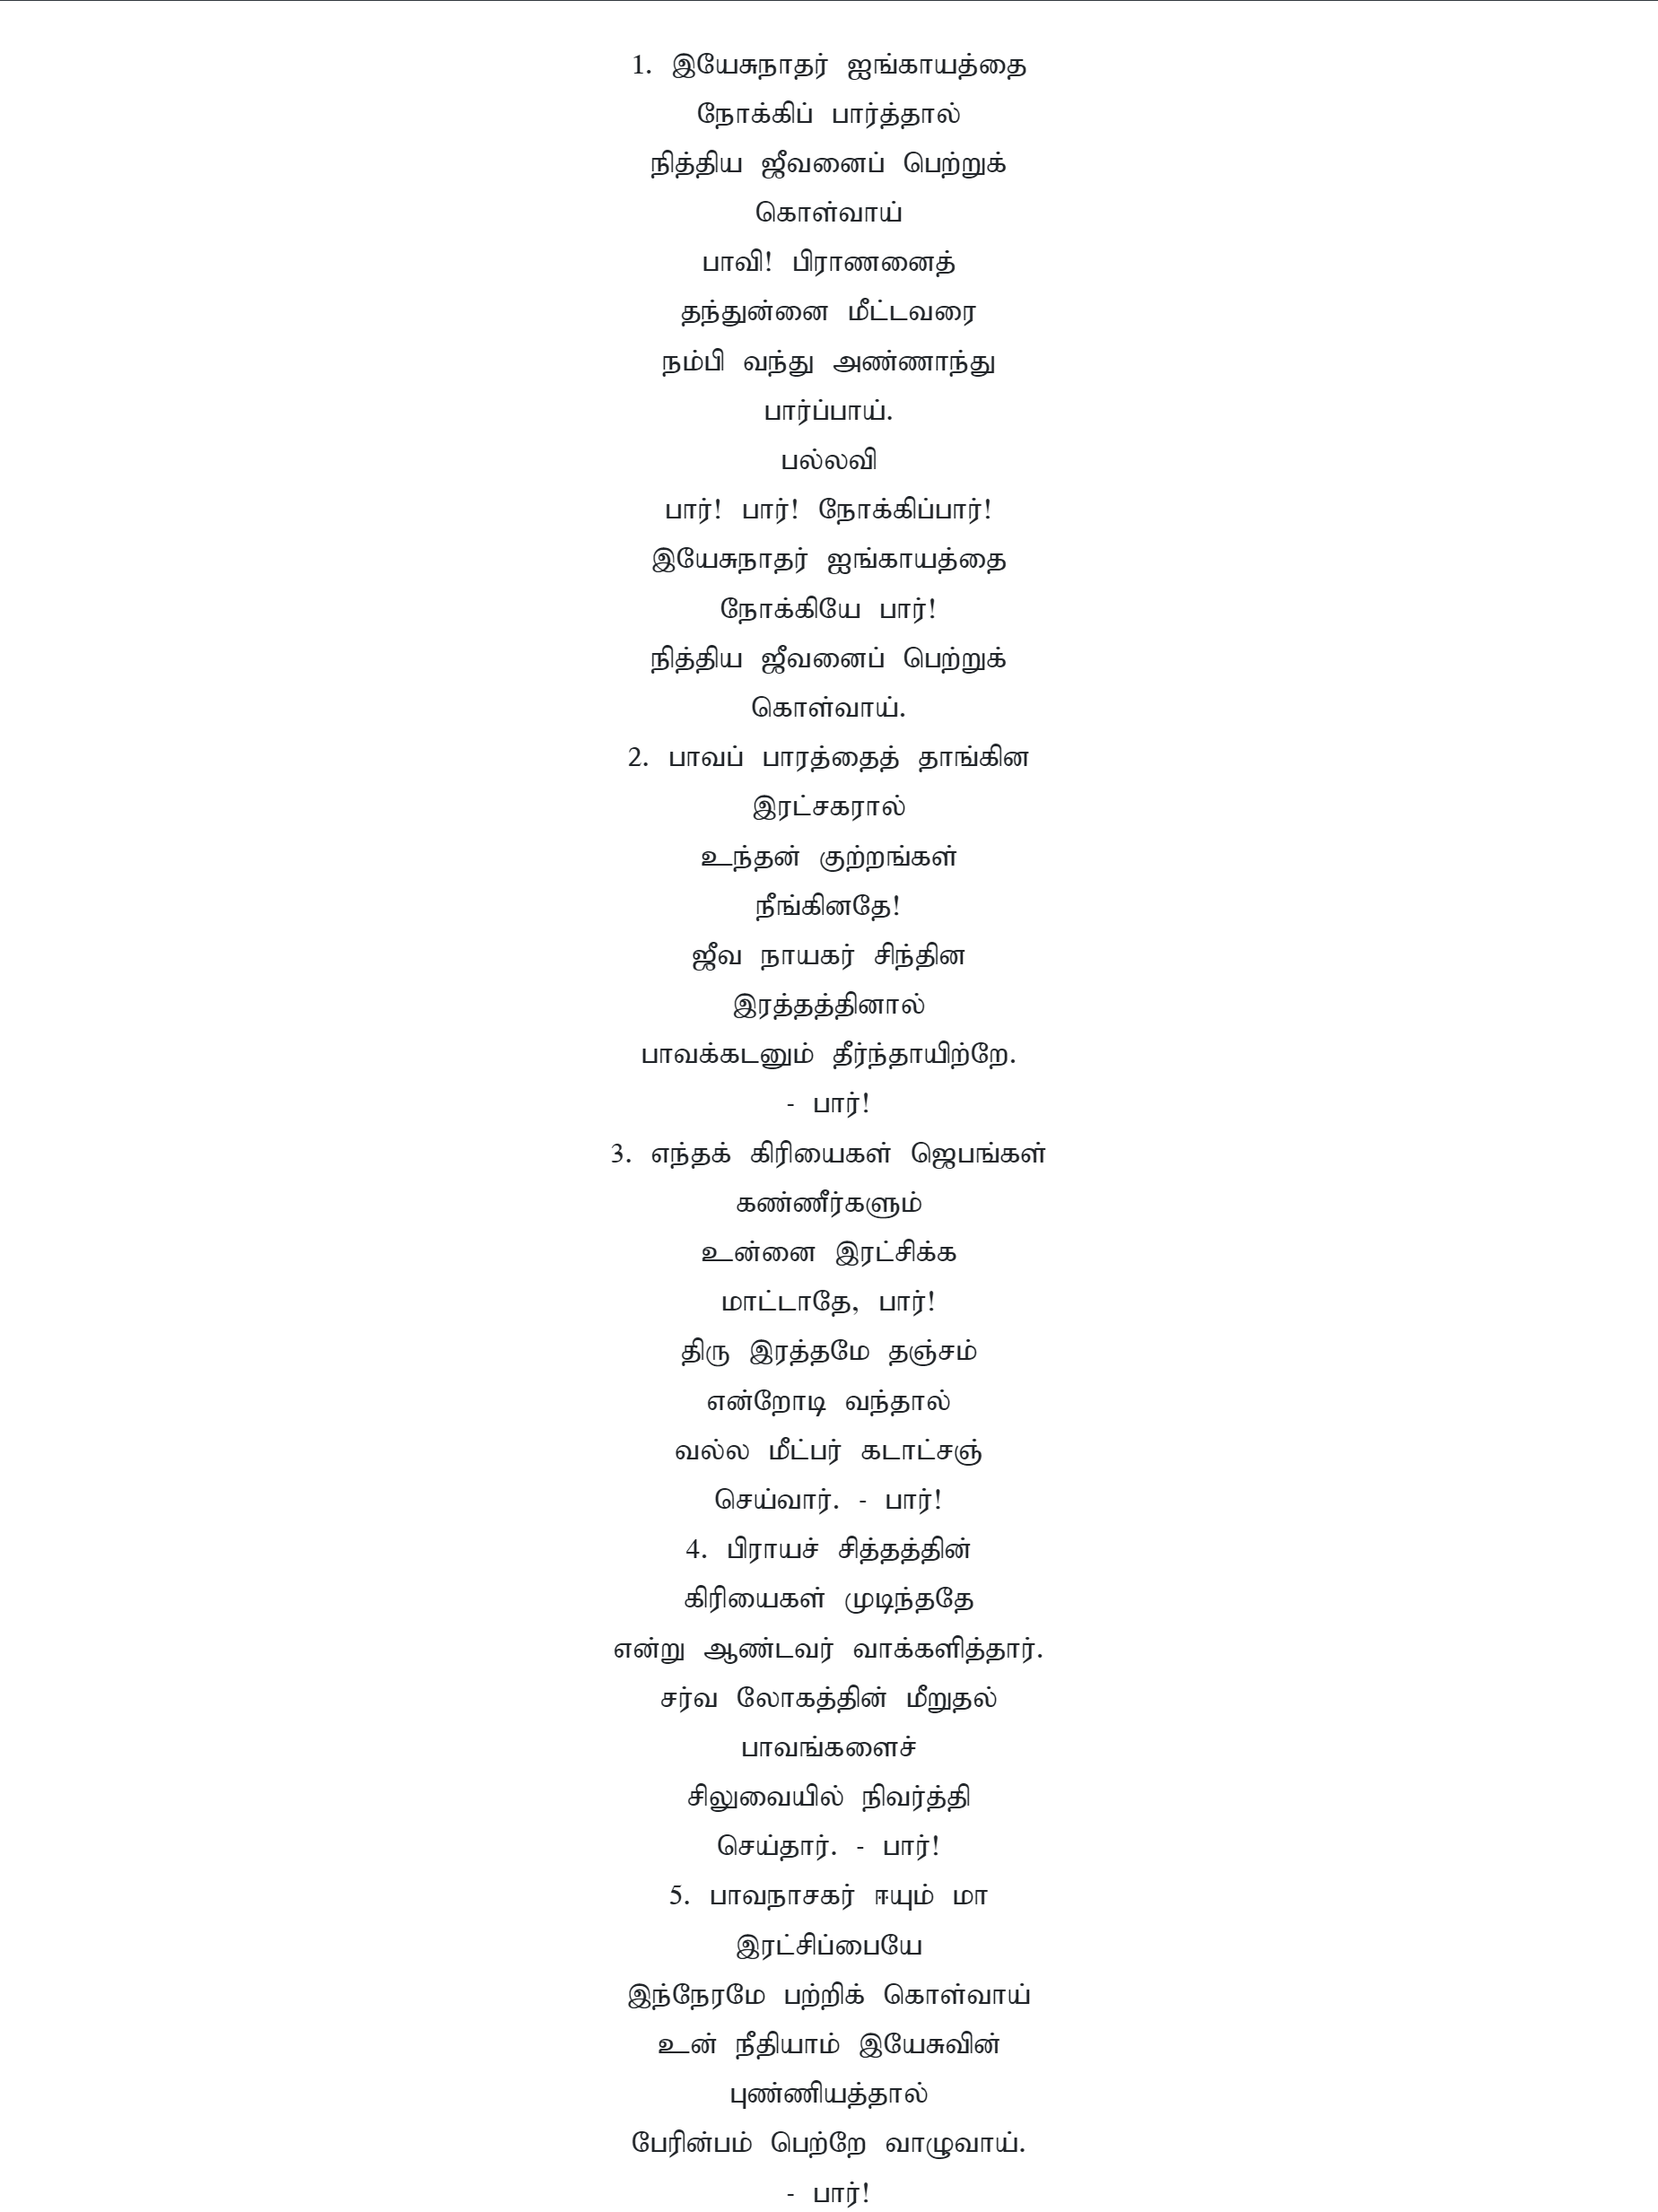 1. இயேசுநாதர் ஐங்காயத்தை
நோக்கிப் பார்த்தால்
நித்திய ஜீவனைப் பெற்றுக்
கொள்வாய்
பாவி! பிராணனைத்
தந்துன்னை மீட்டவரை
நம்பி வந்து அண்ணாந்து
பார்ப்பாய்.
பல்லவி
பார்! பார்! நோக்கிப்பார்!
இயேசுநாதர் ஐங்காயத்தை
நோக்கியே பார்!
நித்திய ஜீவனைப் பெற்றுக்
கொள்வாய்.
2. பாவப் பாரத்தைத் தாங்கின
இரட்சகரால்
உந்தன் குற்றங்கள்
நீங்கினதே!
ஜீவ நாயகர் சிந்தின
இரத்தத்தினால்
பாவக்கடனும் தீர்ந்தாயிற்றே.
- பார்!
3. எந்தக் கிரியைகள் ஜெபங்கள்
கண்ணீர்களும்
உன்னை இரட்சிக்க
மாட்டாதே, பார்!
திரு இரத்தமே தஞ்சம்
என்றோடி வந்தால்
வல்ல மீட்பர் கடாட்சஞ்
செய்வார். - பார்!
4. பிராயச் சித்தத்தின்
கிரியைகள் முடிந்ததே
என்று ஆண்டவர் வாக்களித்தார்.
சர்வ லோகத்தின் மீறுதல்
பாவங்களைச்
சிலுவையில் நிவர்த்தி
செய்தார். - பார்!
5. பாவநாசகர் ஈயும் மா
இரட்சிப்பையே
இந்நேரமே பற்றிக் கொள்வாய்
உன் நீதியாம் இயேசுவின்
புண்ணியத்தால்
பேரின்பம் பெற்றே வாழுவாய்.
- பார்!